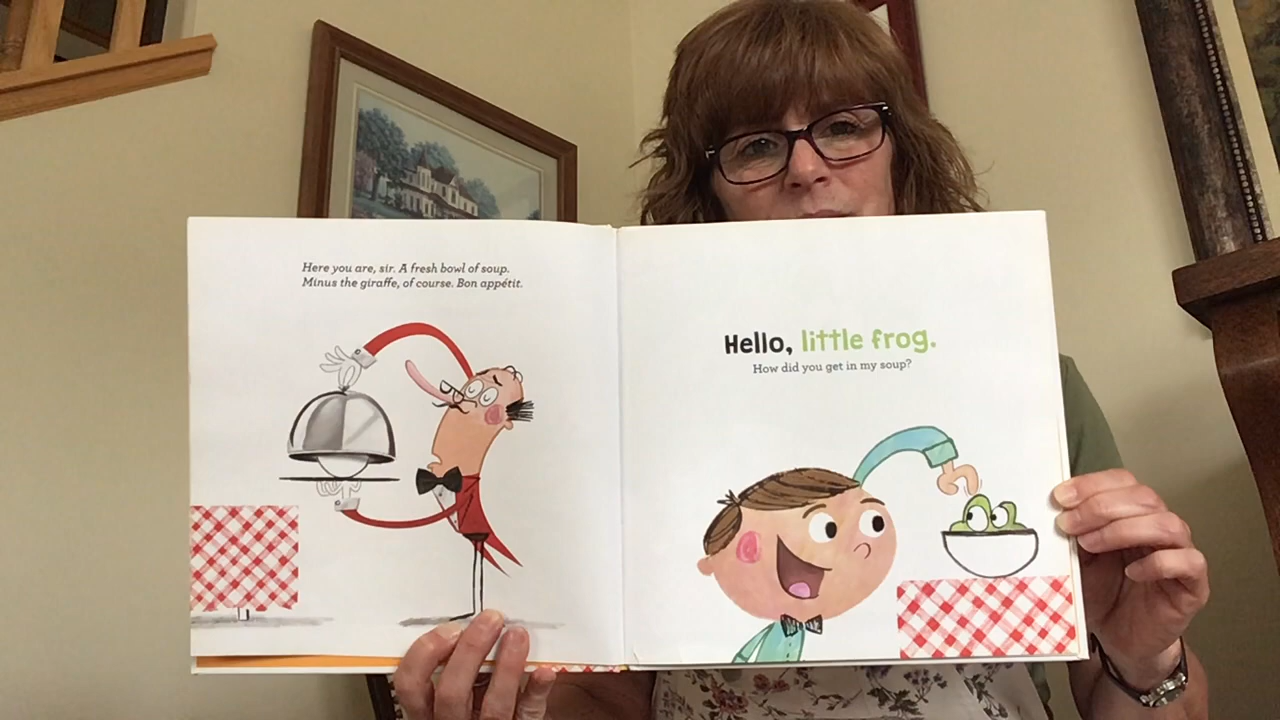 Here you are, sir. A fresh bowl of soup.
Minus the giraffe, of course. Bon appétit.
Hello, little frog.
How did you get in my soup?